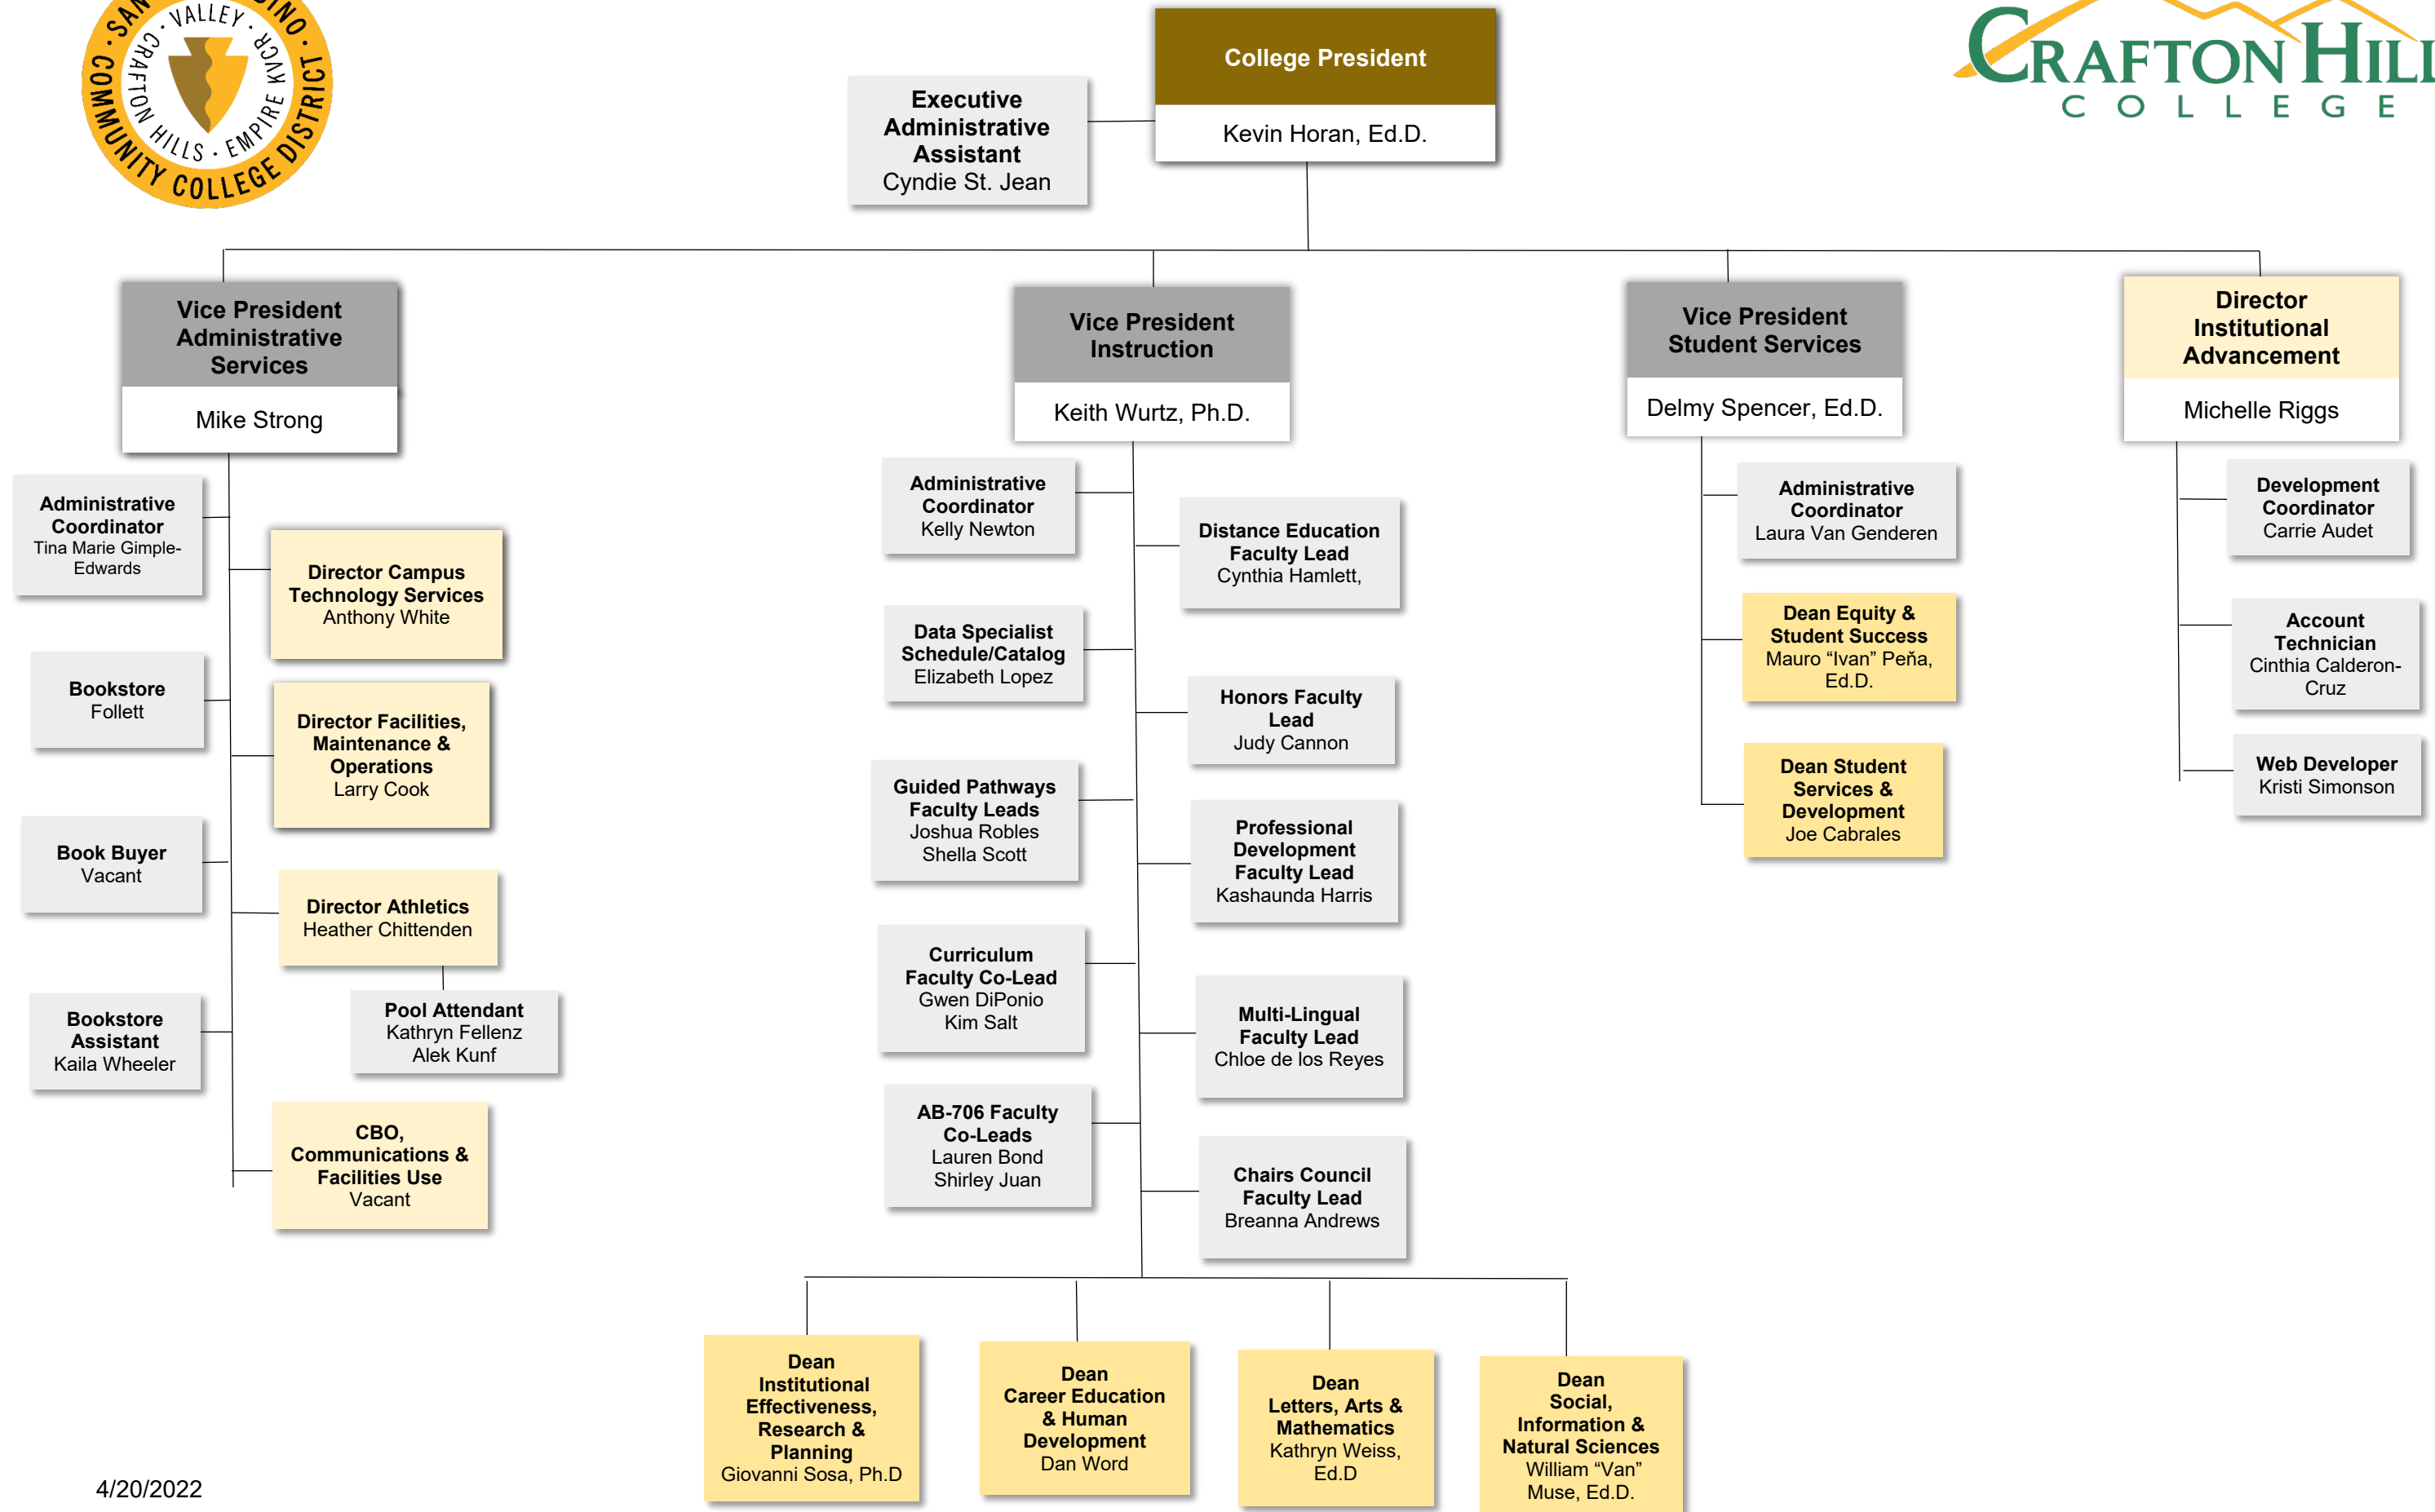 VALLEY · KVCR
CRAFTON HILLS · EMPIRE
COMMUNITY COLLEGE DISTRICT
CRAFTON HILL
COLLEGE
College President
Kevin Horan, Ed.D.
Executive
Administrative
Assistant
Cyndie St. Jean
Vice President
Administrative
Services
Mike Strong
Administrative
Coordinator
Tina Marie Gimple-
Edwards
Director Campus
Technology Services
Anthony White
Bookstore
Follett
Director Facilities,
Maintenance &
Operations
Larry Cook
Book Buyer
Vacant
Director Athletics
Heather Chittenden
Pool Attendant
Kathryn Fellenz
Alek Kunf
Bookstore
Assistant
Kaila Wheeler
CBO,
Communications &
Facilities Use
Vacant
Vice President
Instruction
Keith Wurtz, Ph.D.
Administrative
Coordinator
Kelly Newton
Distance Education
Faculty Lead
Cynthia Hamlett,
Data Specialist
Schedule/Catalog
Elizabeth Lopez
Honors Faculty
Lead
Judy Cannon
Guided Pathways
Faculty Leads
Joshua Robles
Shella Scott
Professional
Development
Faculty Lead
Kashaunda Harris
Curriculum
Faculty Co-Lead
Gwen DiPonio
Kim Salt
Multi-Lingual
Faculty Lead
Chloe de los Reyes
AB-706 Faculty
Co-Leads
Lauren Bond
Shirley Juan
Chairs Council
Faculty Lead
Breanna Andrews
Dean
Institutional
Effectiveness,
Research &
Planning
Giovanni Sosa, Ph.D
Dean
Career Education
& Human
Development
Dan Word
Dean
Letters, Arts &
Mathematics
Kathryn Weiss,
Ed.D
Dean
Social,
Information &
Natural Sciences
William “Van”
Muse, Ed.D.
Vice President
Student Services
Delmy Spencer, Ed.D.
Administrative
Coordinator
Laura Van Genderen
Dean Equity &
Student Success
Mauro “Ivan” Peňa,
Ed.D.
Dean Student
Services &
Development
Joe Cabrales
Director
Institutional
Advancement
Michelle Riggs
Development
Coordinator
Carrie Audet
Account
Technician
Cinthia Calderon-
Cruz
Web Developer
Kristi Simonson
4/20/2022